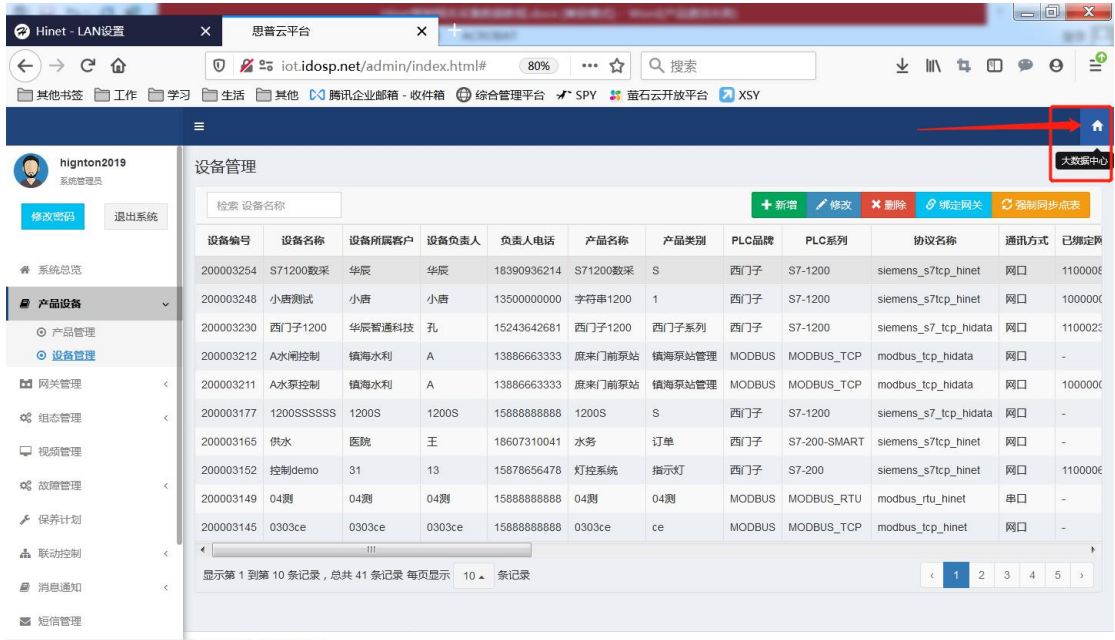 Hinet - LAN设置
思普云平台
iot.idosp.net/admin/index.html#
80%
搜索
其他书签 工作 学习 生活 其他 腾讯企业邮箱 - 收件箱 综合管理平台 SPY 萤石云开放平台 XSY
hignton2019
系统管理员
修改密码 退出系统
系统总览
产品设备
产品管理
设备管理
网关管理
组态管理
视频管理
故障管理
保养计划
联动控制
消息通知
短信管理
大数据中心
设备管理
检索 设备名称
新增 修改 删除 绑定网关 强制同步点表
设备编号 设备名称 设备所属客户 设备负责人 负责人电话 产品名称 产品类别 PLC品牌 PLC系列 协议名称 通讯方式 已绑定网
200003254 S71200数采 华辰 华辰 18390936214 S71200数采 S 西门子 S7-1200 siemens_s7tcp_hinet 网口 1100008
200003248 小唐测试 小唐 小唐 13500000000 字符串1200 1 西门子 S7-1200 siemens_s7tcp_hinet 网口 1000000
200003230 西门子1200 华辰智通科技 孔 15243642681 西门子1200 西门子系列 西门子 S7-1200 siemens_s7_tcp_hidata 网口 1100023
200003212 A水闸控制 镇海水利 A 13886663333 庶来门前泵站 镇海泵站管理 MODBUS MODBUS_TCP modbus_tcp_hidata 网口 -
200003211 A水泵控制 镇海水利 A 13886663333 庶来门前泵站 镇海泵站管理 MODBUS MODBUS_TCP modbus_tcp_hidata 网口 1000000
200003177 1200SSSSSS 1200S 1200S 15888888888 1200S S 西门子 S7-1200 siemens_s7_tcp_hidata 网口 -
200003165 供水 医院 王 18607310041 水务 订单 西门子 S7-200-SMART siemens_s7tcp_hinet 网口 -
200003152 控制demo 31 13 15878656478 灯控系统 指示灯 西门子 S7-200 siemens_s7tcp_hinet 网口 1100006
200003149 04测 04测 04测 15888888888 04测 04测 MODBUS MODBUS_RTU modbus_rtu_hinet 串口 -
200003145 0303ce 0303ce 0303ce 15888888888 0303ce ce MODBUS MODBUS_TCP modbus_tcp_hinet 网口 -
显示第 1 到第 10 条记录，总共 41 条记录 每页显示 10 条记录
‹ 1 2 3 4 5 ›